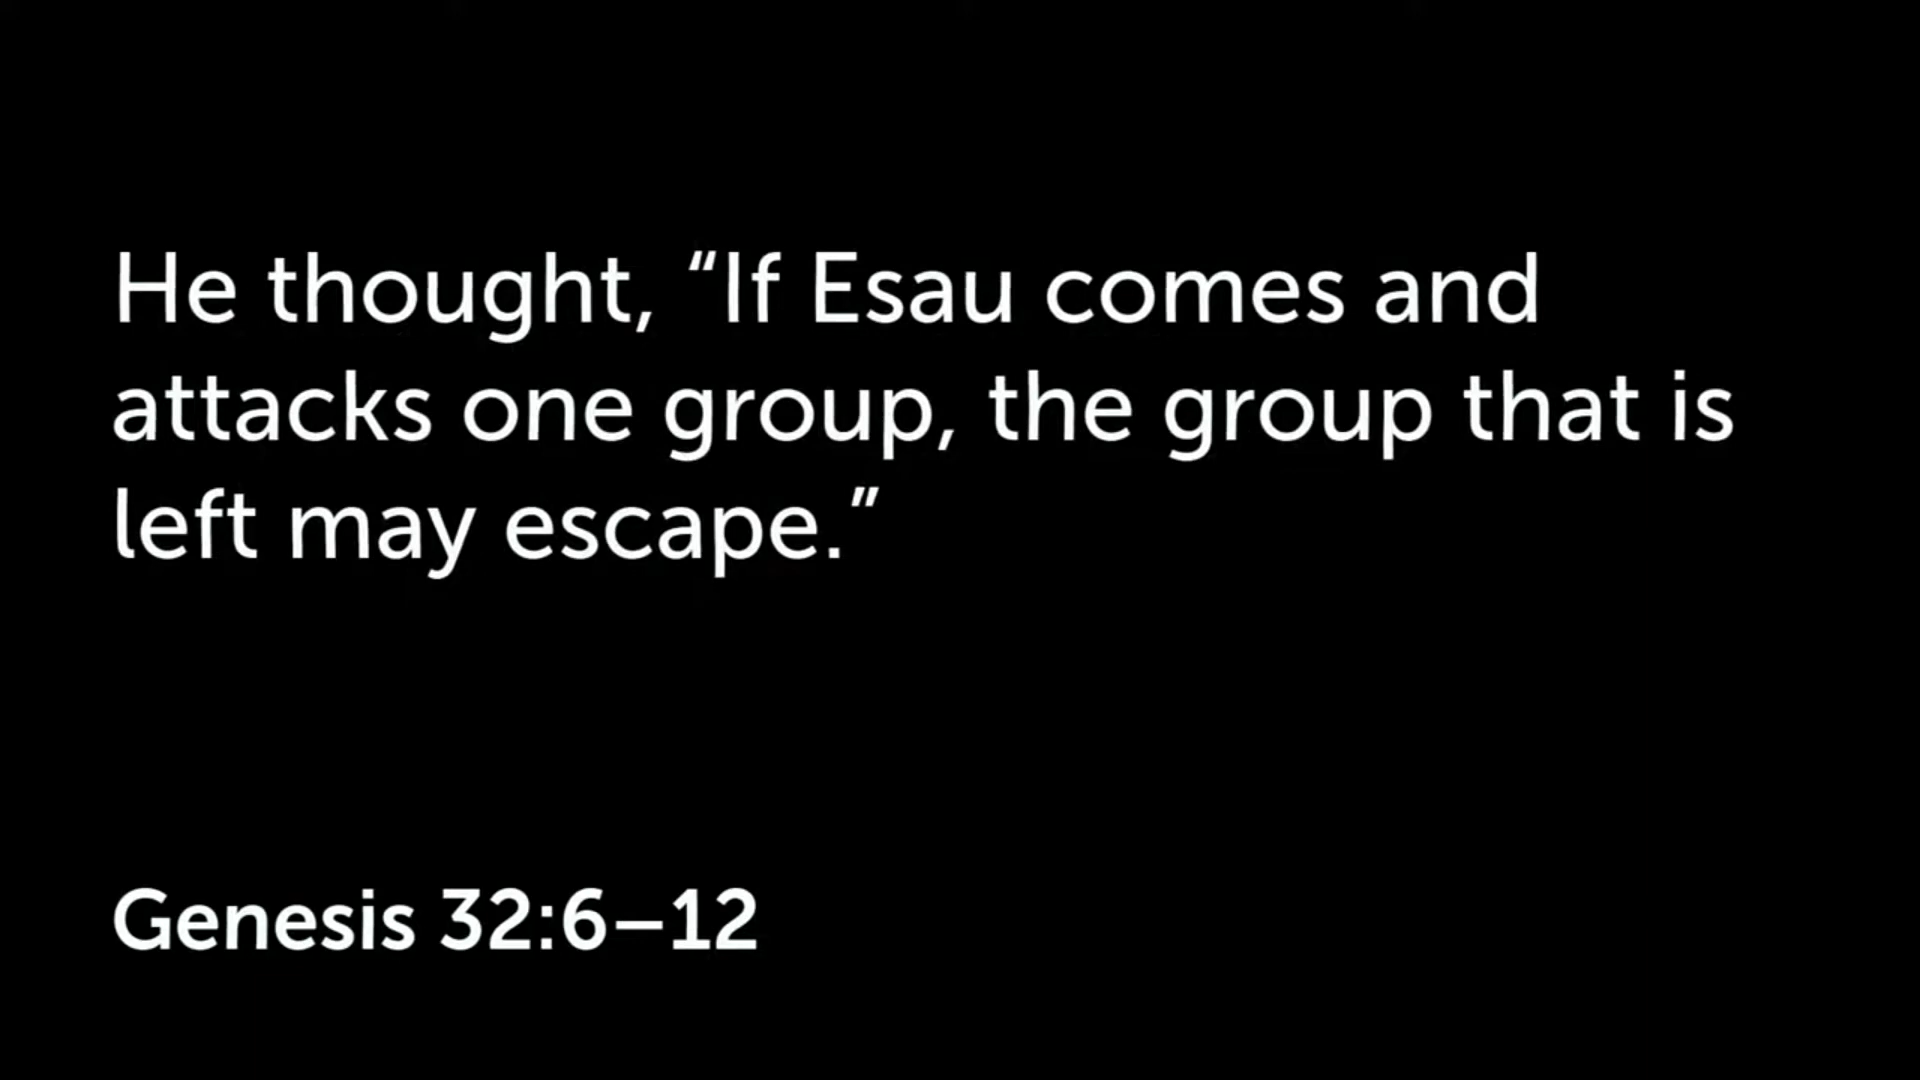 He thought, “If Esau comes and
attacks one group, the group that is
left may escape.”
Genesis 32:6–12